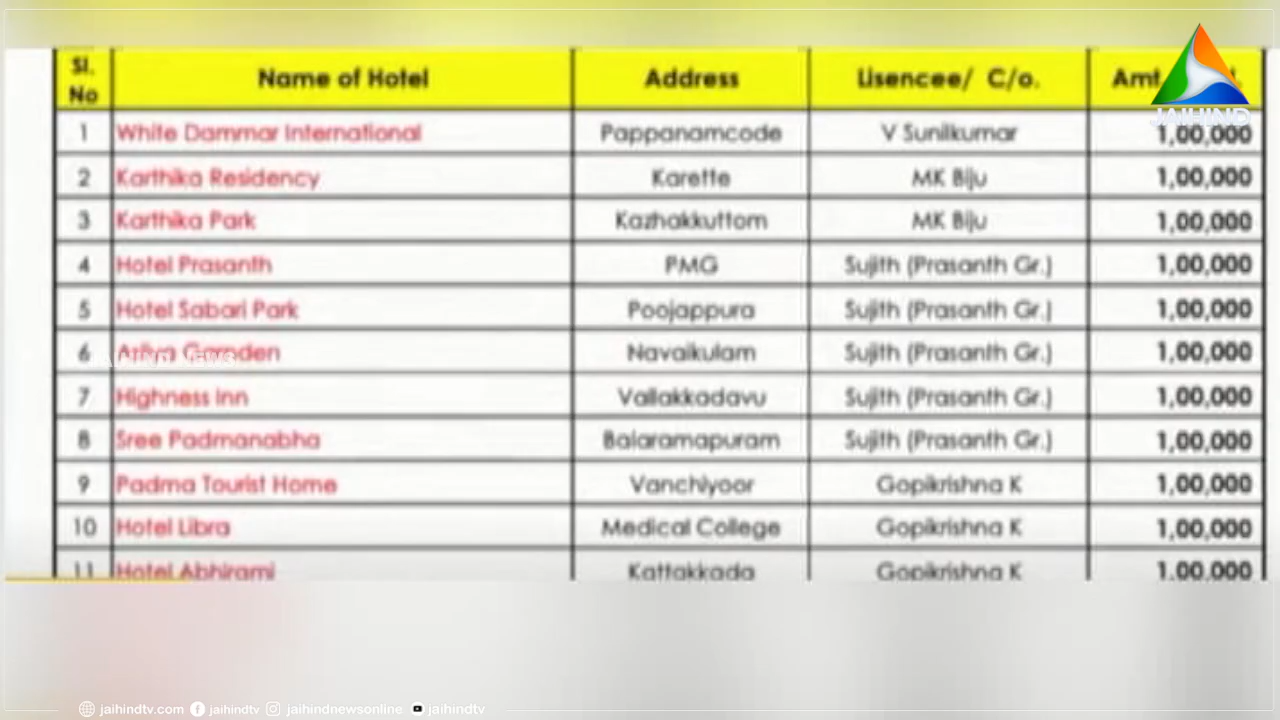 Sl. No Name of Hotel Address Lisencee/ C/o. Amt
JAIHIND
1 White Dammar International Pappanamcode V Sunilkumar 1,00,000
2 Karthika Residency Karette MK Biju 1,00,000
3 Karthika Park Kazhakkuttom MK Biju 1,00,000
4 Hotel Prasanth PMG Sujith (Prasanth Gr.) 1,00,000
5 Hotel Sabari Park Poojappura Sujith (Prasanth Gr.) 1,00,000
6 Garden Navaikulam Sujith (Prasanth Gr.) 1,00,000
JAIHIND NEWS
7 Highness Inn Vallakkadavu Sujith (Prasanth Gr.) 1,00,000
8 Sree Padmanabha Balaramapuram Sujith (Prasanth Gr.) 1,00,000
9 Padma Tourist Home Vanchiyoor Gopikrishna K 1,00,000
10 Hotel Libra Medical College Gopikrishna K 1,00,000
11 Hotel Abhirami Kattakkada Gopikrishna K 1,00,000
jaihindtv.com jaihindtv jaihindnewsonline jaihindtv